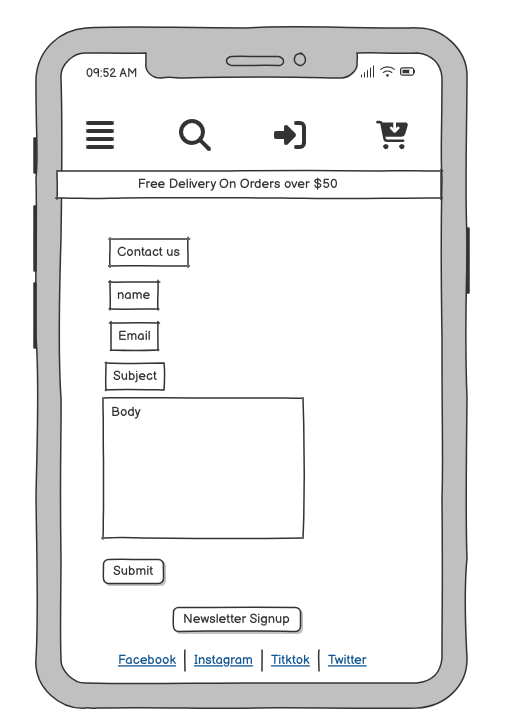 09:52 AM
Free Delivery On Orders over $50
Contact us
name
Email
Subject
Body
Submit
Newsletter Signup
Facebook | Instagram | Titktok | Twitter